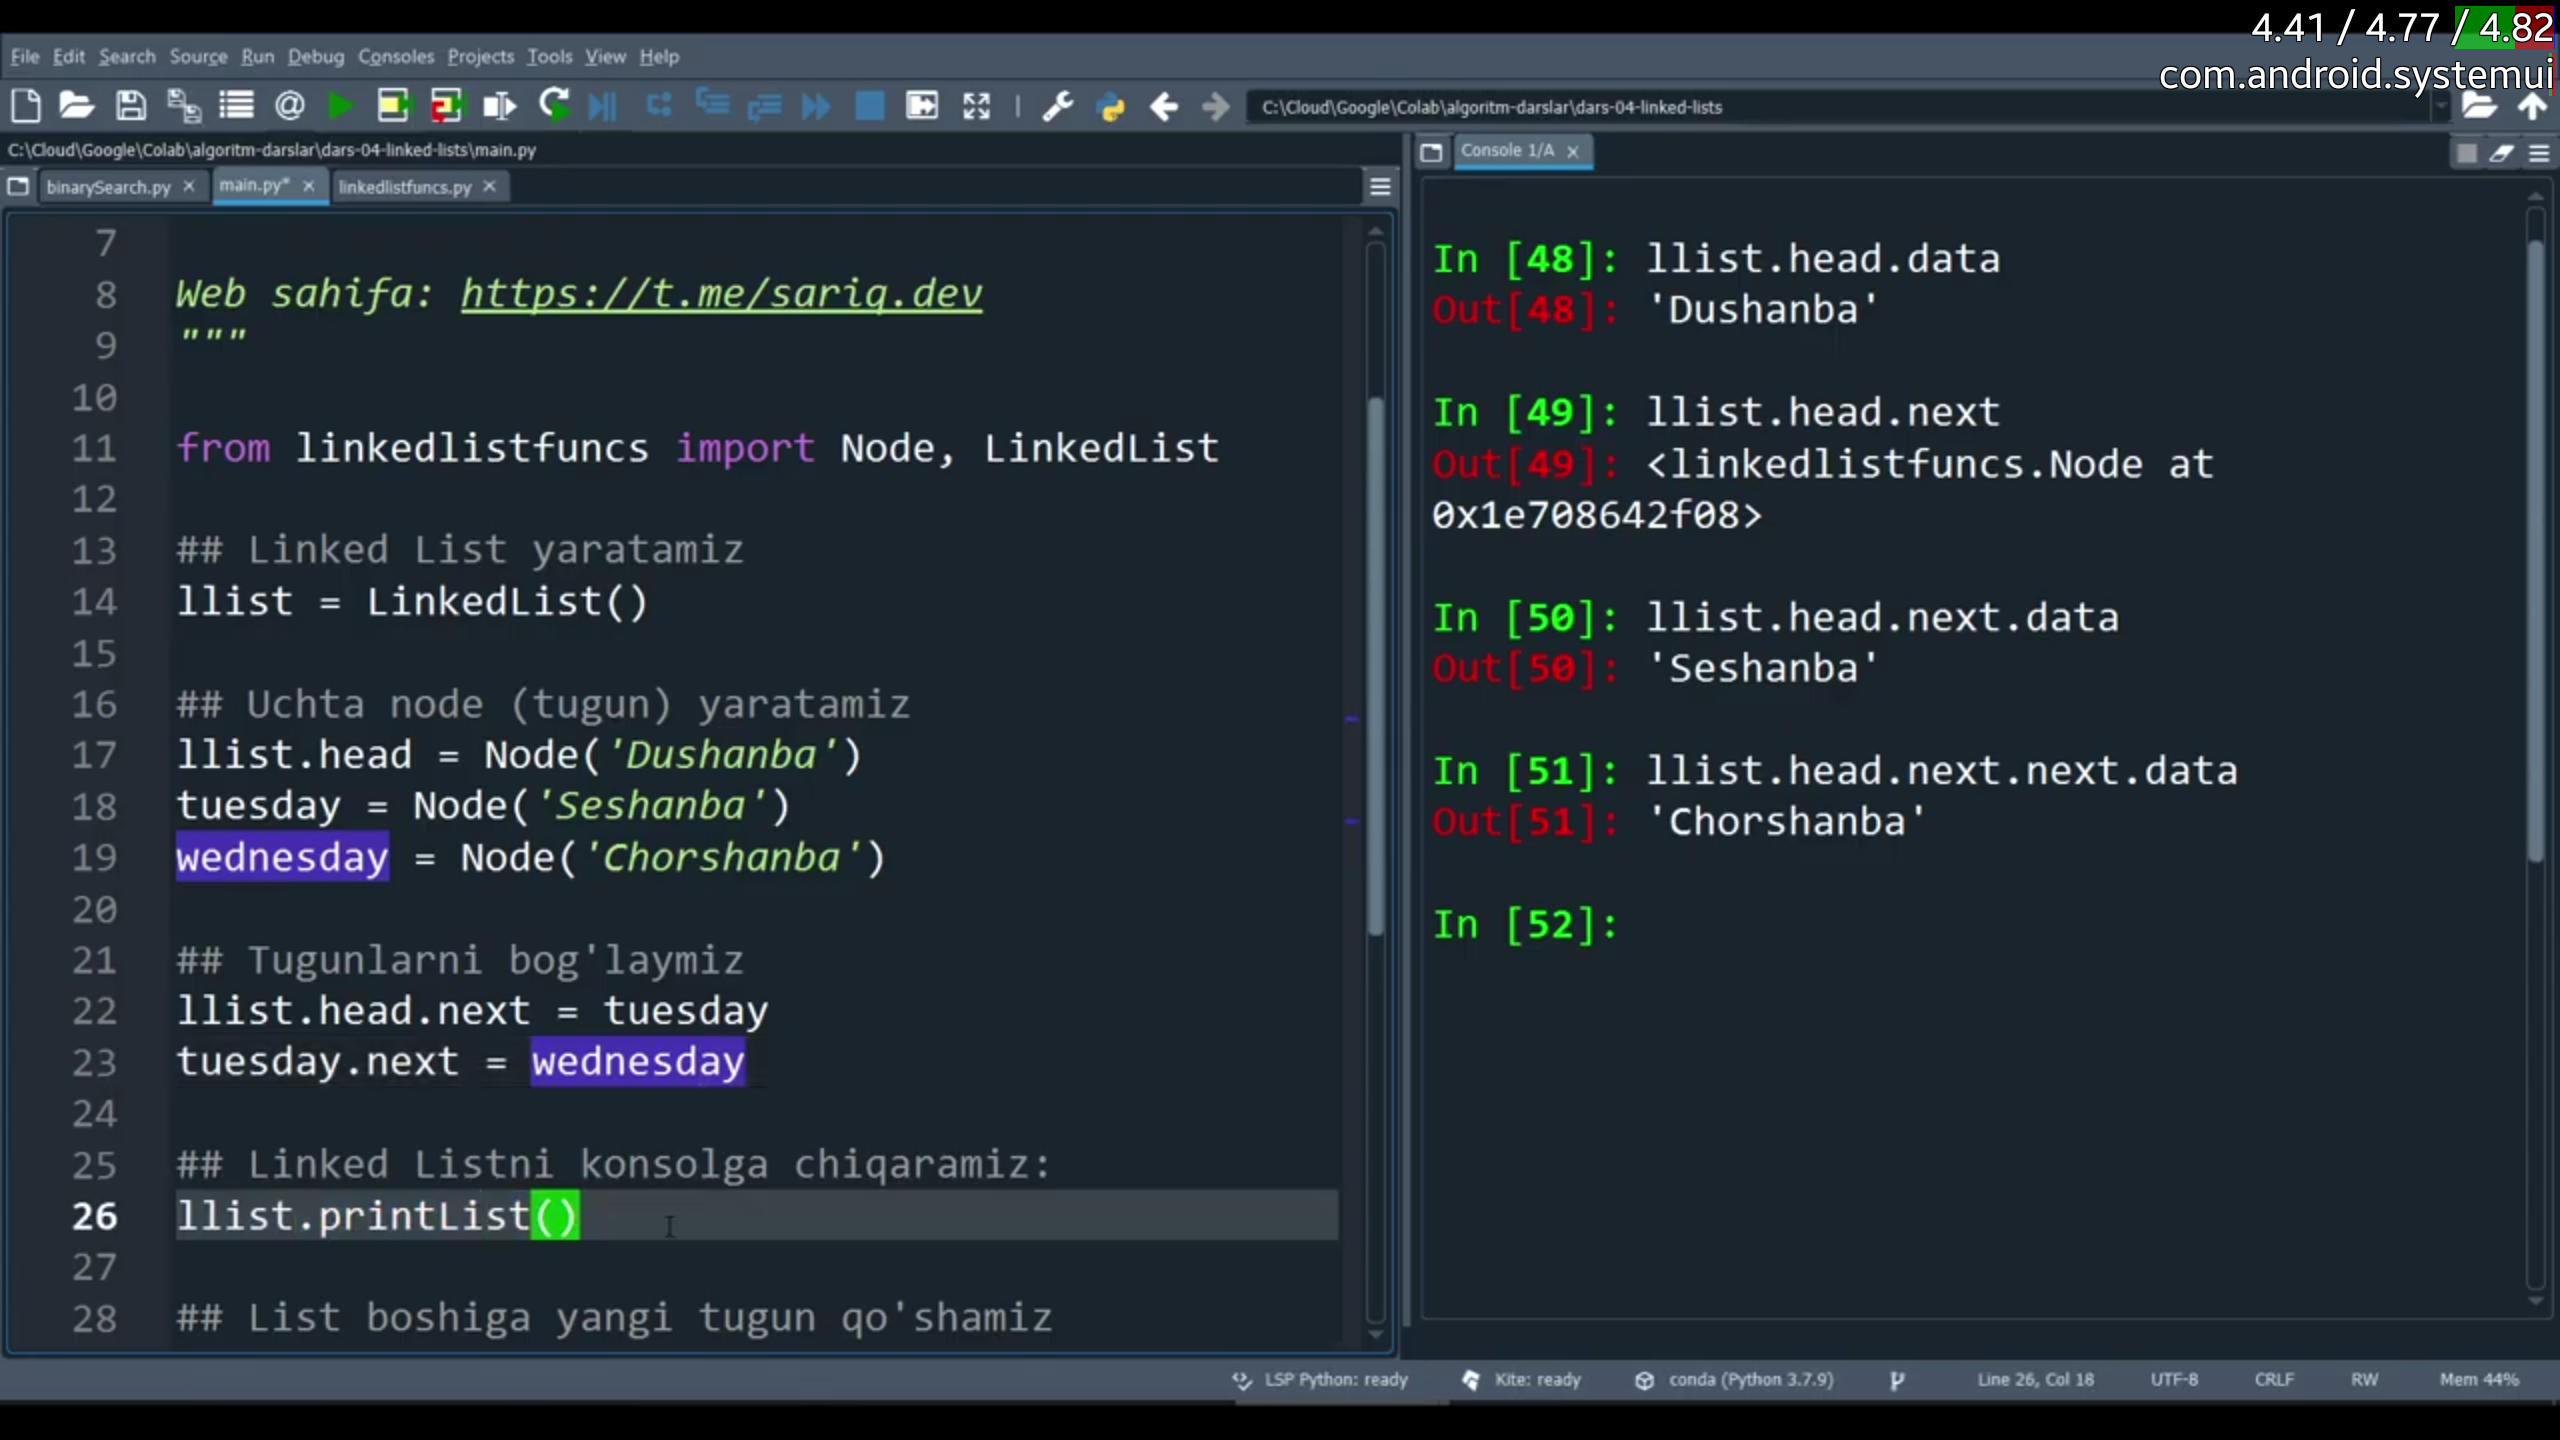 4.41 / 4.77 / 4.82
com.android.systemui
File Edit Search Source Run Debug Consoles Projects Tools View Help
C:\Cloud\Google\Colab\algoritm-darslar\dars-04-linked-lists
C:\Cloud\Google\Colab\algoritm-darslar\dars-04-linked-lists\main.py
binarySearch.py
main.py*
linkedlistfuncs.py
7
8 Web sahifa: https://t.me/sariq.dev
9 """
10
11 from linkedlistfuncs import Node, LinkedList
12
13 ## Linked List yaratamiz
14 llist = LinkedList()
15
16 ## Uchta node (tugun) yaratamiz
17 llist.head = Node('Dushanba')
18 tuesday = Node('Seshanba')
19 wednesday = Node('Chorshanba')
20
21 ## Tugunlarni bog'laymiz
22 llist.head.next = tuesday
23 tuesday.next = wednesday
24
25 ## Linked Listni konsolga chiqaramiz:
26 llist.printList()
27
28 ## List boshiga yangi tugun qo'shamiz
Console 1/A
In [48]: llist.head.data
Out[48]: 'Dushanba'
In [49]: llist.head.next
Out[49]: <linkedlistfuncs.Node at
0x1e708642f08>
In [50]: llist.head.next.data
Out[50]: 'Seshanba'
In [51]: llist.head.next.next.data
Out[51]: 'Chorshanba'
In [52]:
LSP Python: ready
Kite: ready
conda (Python 3.7.9)
Line 26, Col 18
UTF-8
CRLF
RW
Mem 44%